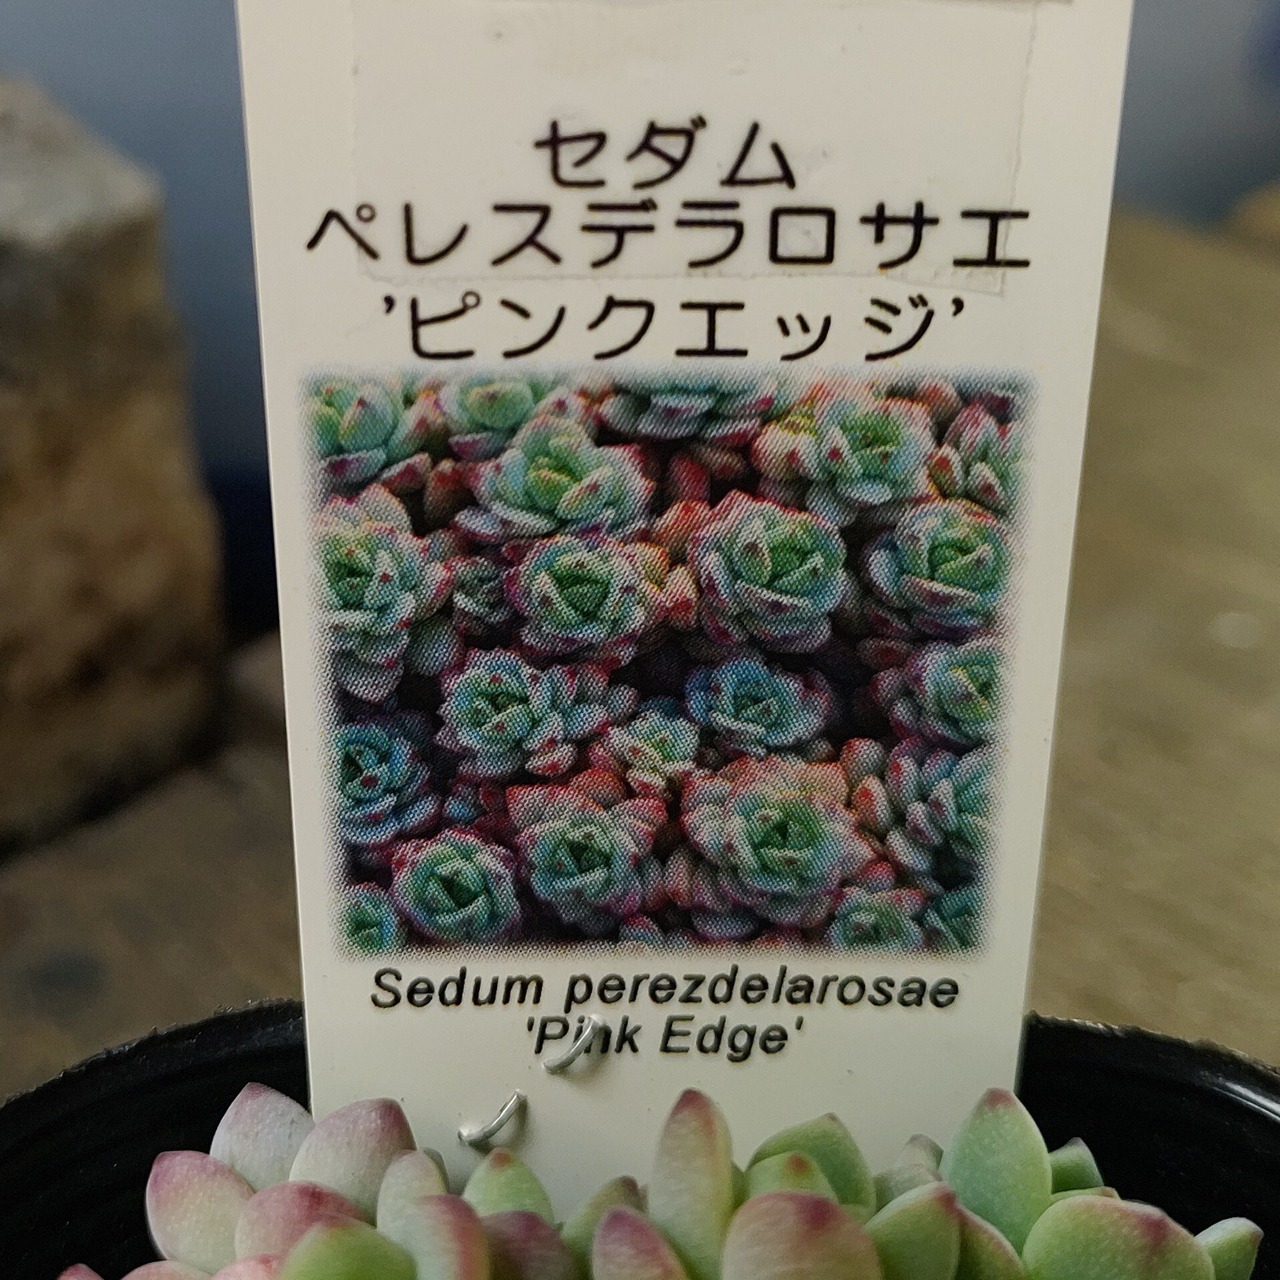 セダム
ペレスデラロサエ
'ピンクエッジ'
Sedum perezdelarosae
'Pink Edge'